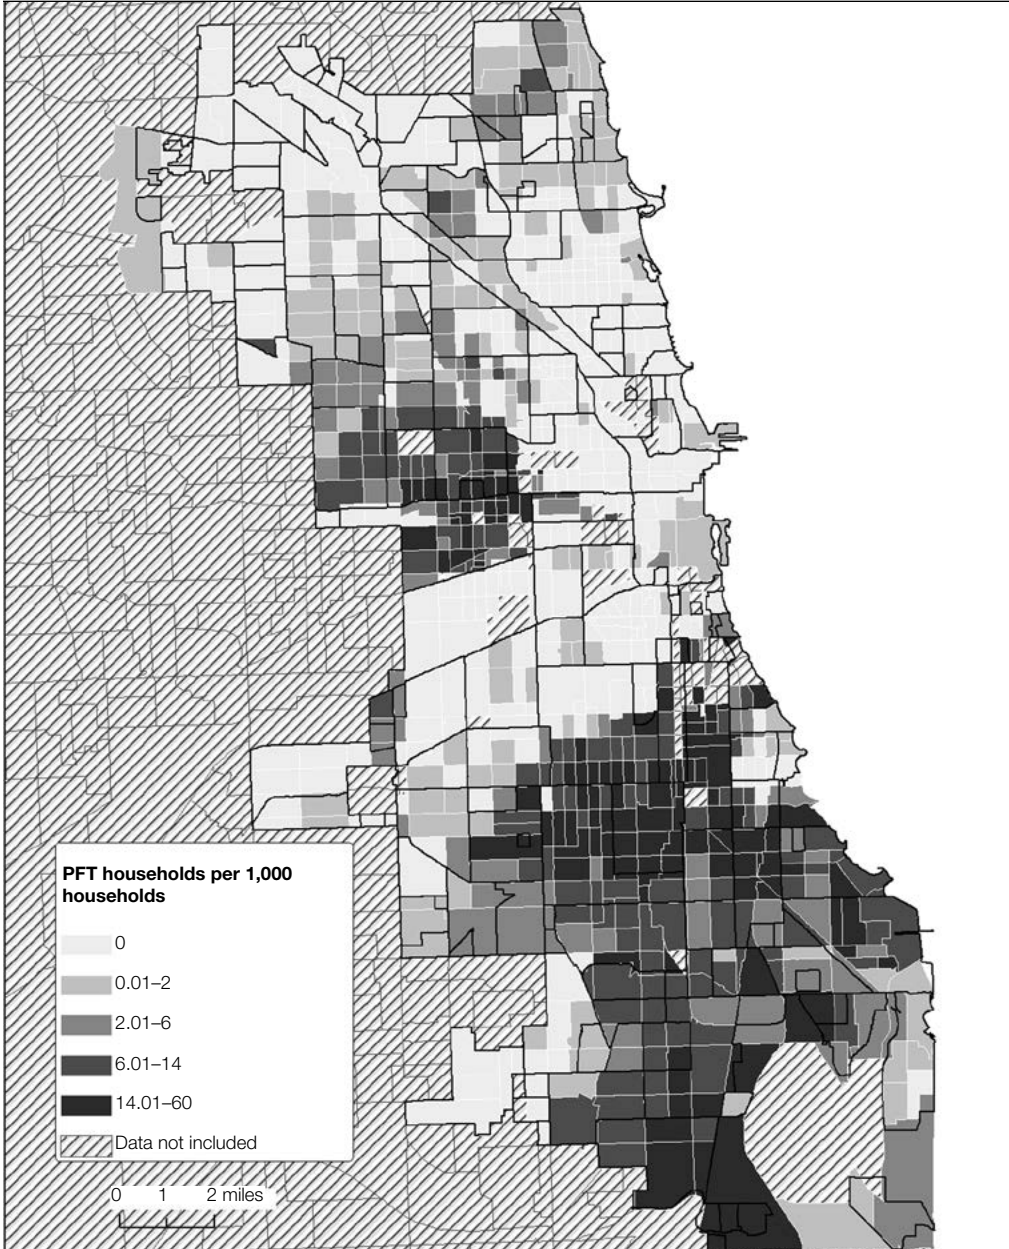 PFT households per 1,000
households
0
0.01–2
2.01–6
6.01–14
14.01–60
Data not included
0 1 2 miles